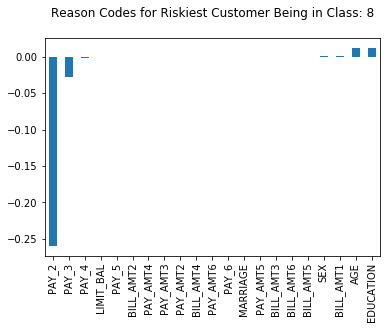 Reason Codes for Riskiest Customer Being in Class: 8
0.00
−0.05
−0.10
−0.15
−0.20
−0.25
PAY_2
PAY_3
PAY_4
LIMIT_BAL
PAY_5
BILL_AMT2
PAY_AMT4
PAY_AMT3
PAY_AMT2
BILL_AMT4
PAY_AMT6
PAY_6
MARRIAGE
PAY_AMT5
BILL_AMT3
BILL_AMT6
BILL_AMT5
SEX
BILL_AMT1
AGE
EDUCATION